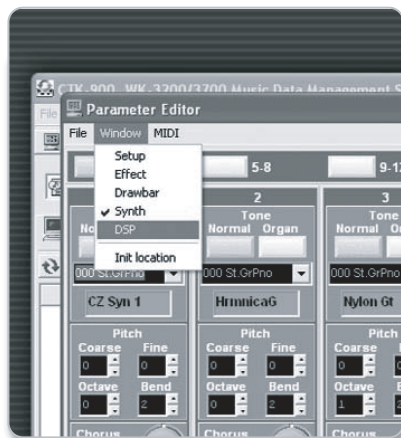 CTK-900, WK-3200/3700 Music Data Management S
File
Parameter Editor
File Window MIDI
Setup
Effect
Drawbar
✔ Synth
DSP
Init location
5-8
9-1
2
3
Tone
Tone
Normal Organ
Normal
000 St.GrPno
000 St.GrPno
000 St.GrPno
CZ Syn 1
HrmnicaG
Nylon Gt
Pitch
Pitch
Pitch
Coarse Fine
Coarse Fine
Coarse
0 0
0 0
0
Octave Bend
Octave Bend
Octave
0 2
0 2
1 2
Chorus
Chorus
Chorus